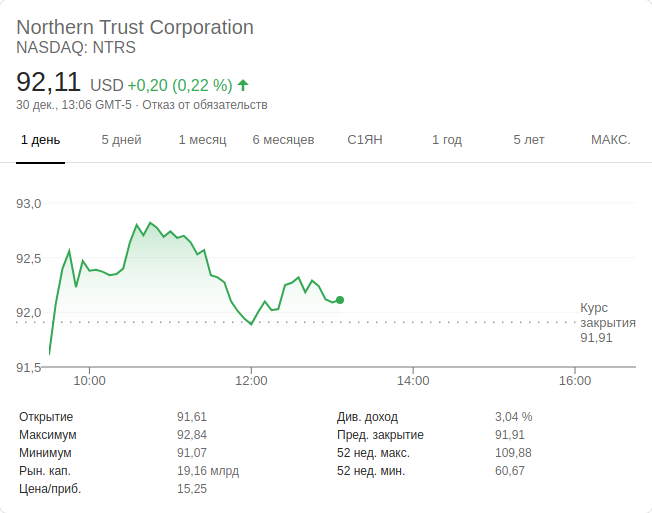 Northern Trust Corporation
NASDAQ: NTRS
92,11 USD +0,20 (0,22 %)
30 дек., 13:06 GMT-5 · Отказ от обязательств
1 день 5 дней 1 месяц 6 месяцев С1ЯН 1 год 5 лет МАКС.
93,0
92,5
92,0
91,5
Курс
закрытия
91,91
10:00 12:00 14:00 16:00
Открытие 91,61 Див. доход 3,04 %
Максимум 92,84 Пред. закрытие 91,91
Минимум 91,07 52 нед. макс. 109,88
Рын. кап. 19,16 млрд 52 нед. мин. 60,67
Цена/приб. 15,25